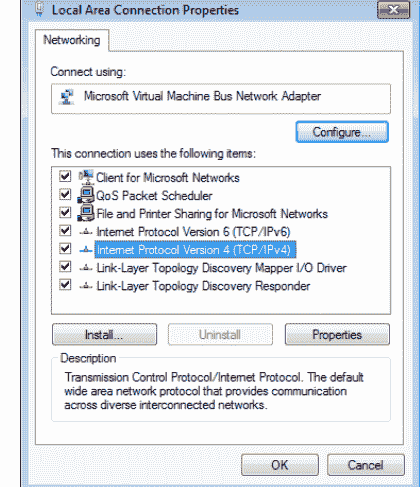 Local Area Connection Properties
Networking
Connect using:
Microsoft Virtual Machine Bus Network Adapter
Configure...
This connection uses the following items:
Client for Microsoft Networks
QoS Packet Scheduler
File and Printer Sharing for Microsoft Networks
Internet Protocol Version 6 (TCP/IPv6)
Internet Protocol Version 4 (TCP/IPv4)
Link-Layer Topology Discovery Mapper I/O Driver
Link-Layer Topology Discovery Responder
Install... Uninstall Properties
Description
Transmission Control Protocol/Internet Protocol. The default
wide area network protocol that provides communication
across diverse interconnected networks.
OK Cancel